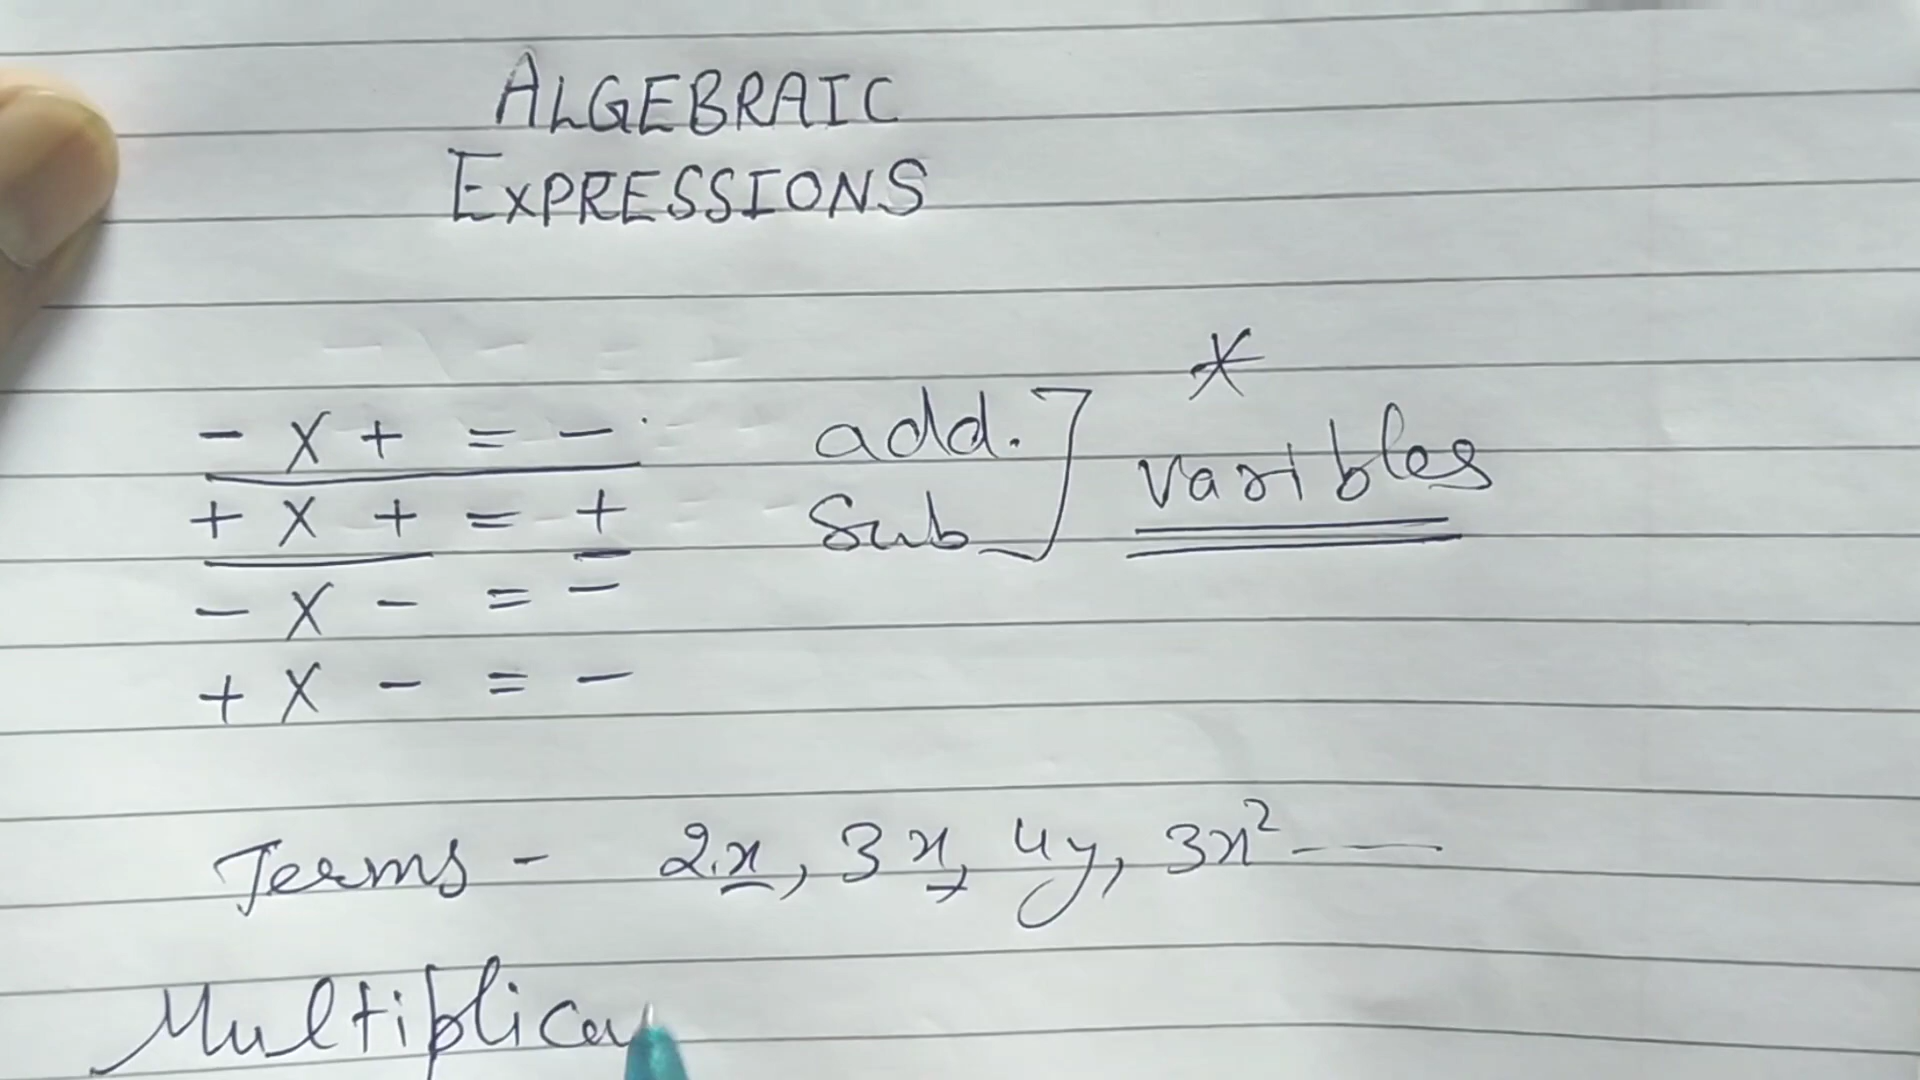 ALGEBRAIC
EXPRESSIONS
*
- X + = - add.
+ X + = + Sub varibles
- X - = -
+ X - = -
Terms - 2x, 3x, 4y, 3x² ——
Multiplica